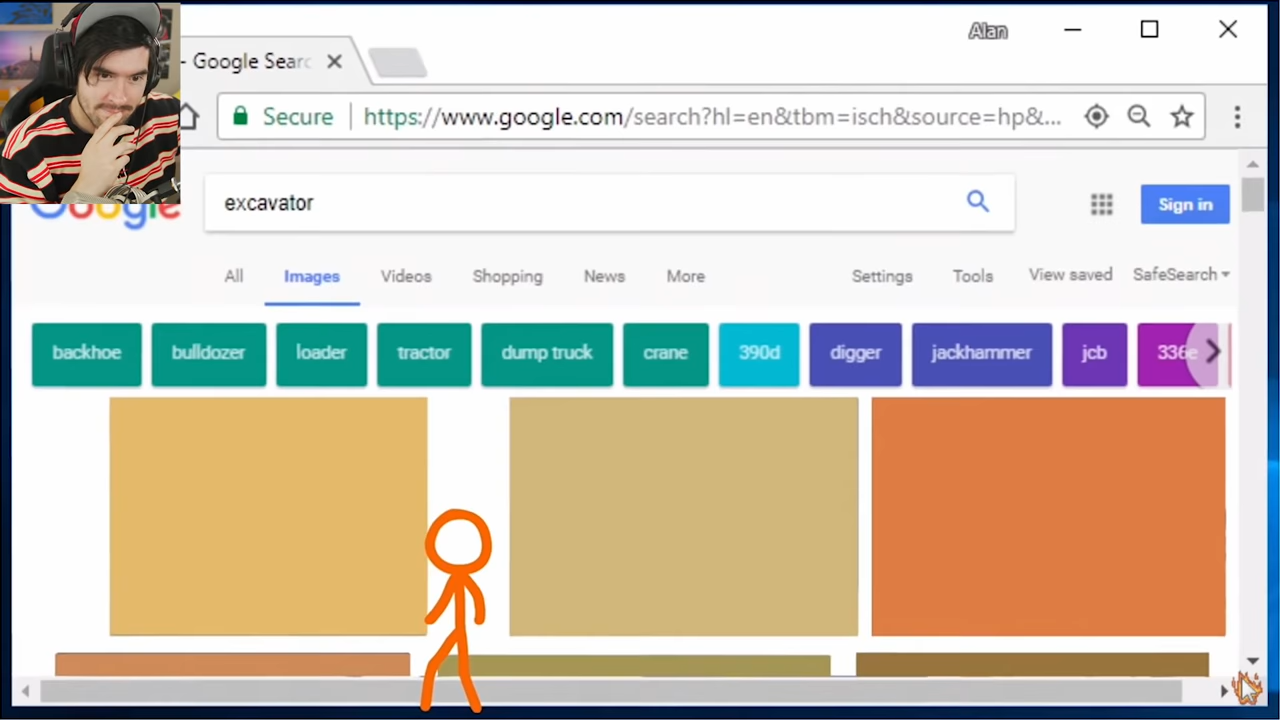 Alan
- Google Searc
Secure https://www.google.com/search?hl=en&tbm=isch&source=hp&...
Google excavator Sign in
All Images Videos Shopping News More Settings Tools View saved SafeSearch
backhoe bulldozer loader tractor dump truck crane 390d digger jackhammer jcb 336e